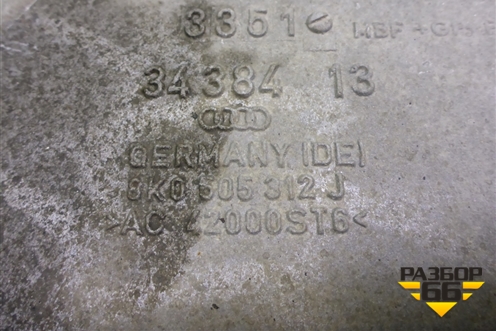 3351
34384 13
GERMANY (DE)
8K0 505 312 J
>AC 42000ST6<
РАЗБОР
66